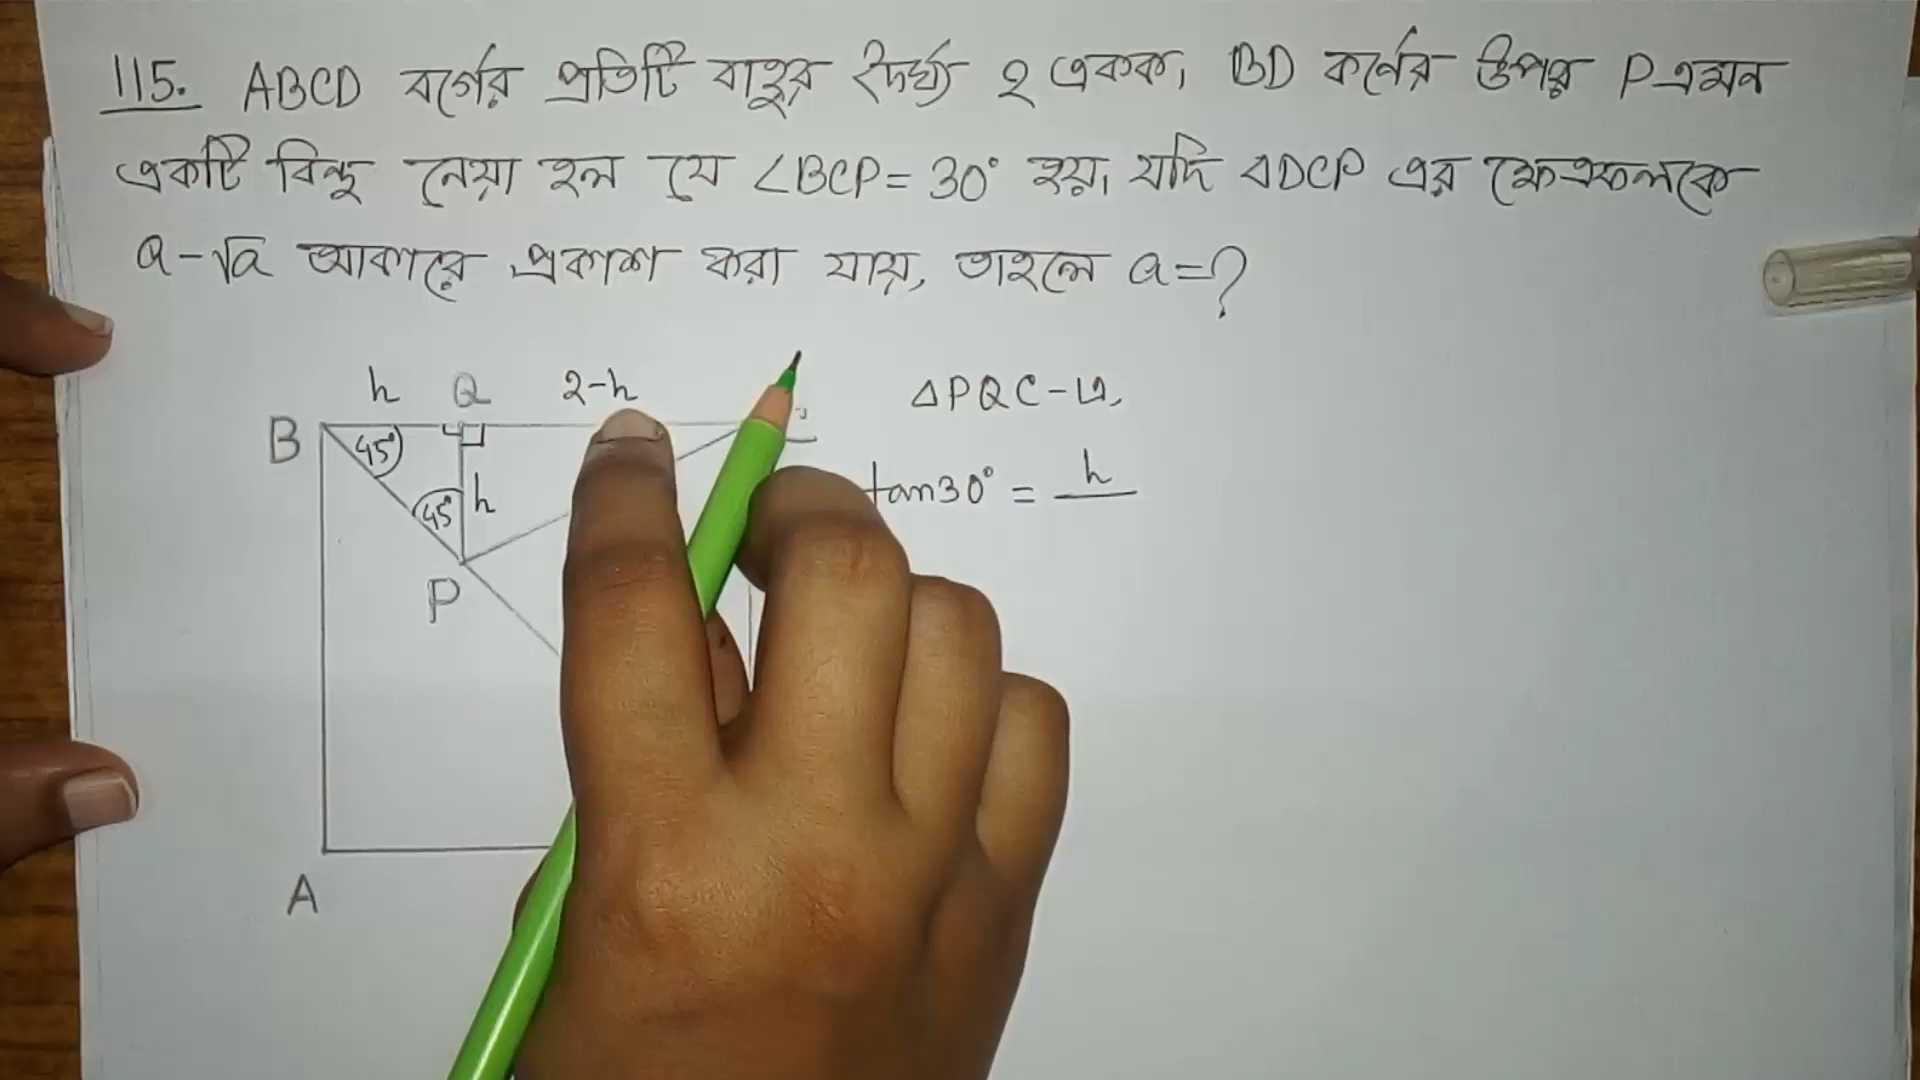 115. ABCD বর্গের প্রতিটি বাহুর দৈর্ঘ্য ২ একক। BD কর্ণের উপর P এমন
একটি বিন্দু নেয়া হল যে ∠BCP = 30° হয়। যদি ΔDCP এর ক্ষেত্রফলকে
a-√a আকারে প্রকাশ করা যায়, তাহলে a=?
h Q 2-h
ΔPQC-এ,
B 45°
45° h
tan30° = h
P
A